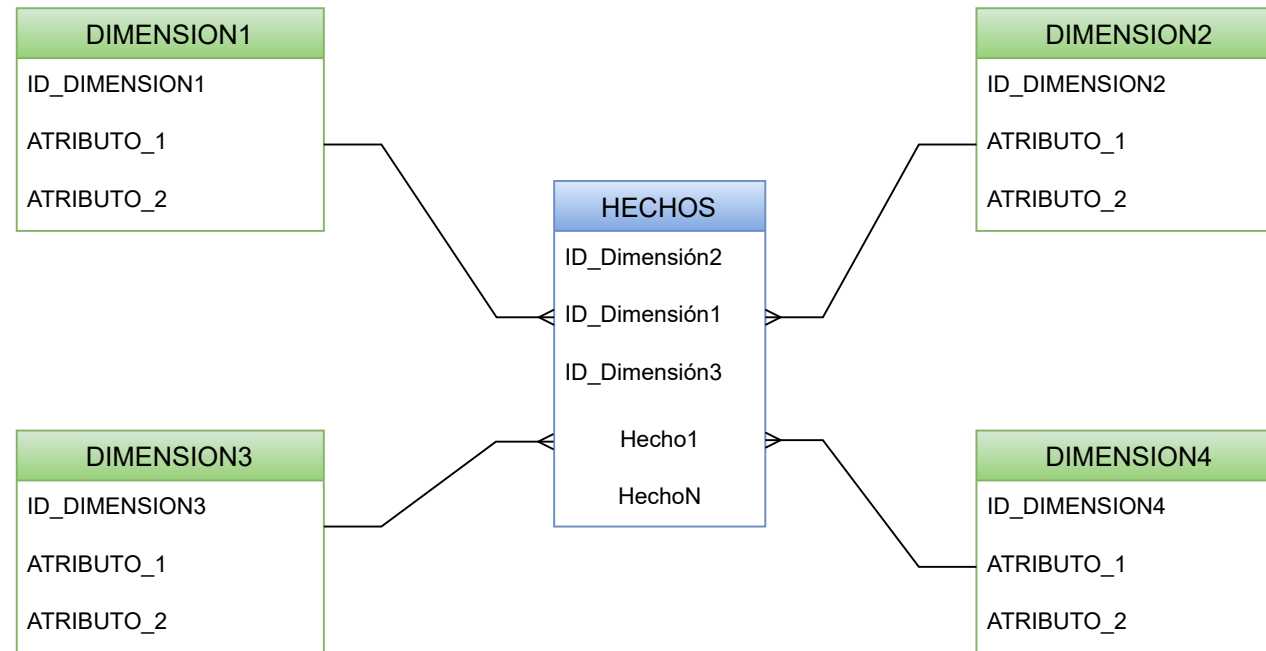 DIMENSION1
ID_DIMENSION1
ATRIBUTO_1
ATRIBUTO_2
DIMENSION2
ID_DIMENSION2
ATRIBUTO_1
ATRIBUTO_2
HECHOS
ID_Dimensión2
ID_Dimensión1
ID_Dimensión3
Hecho1
HechoN
DIMENSION3
ID_DIMENSION3
ATRIBUTO_1
ATRIBUTO_2
DIMENSION4
ID_DIMENSION4
ATRIBUTO_1
ATRIBUTO_2